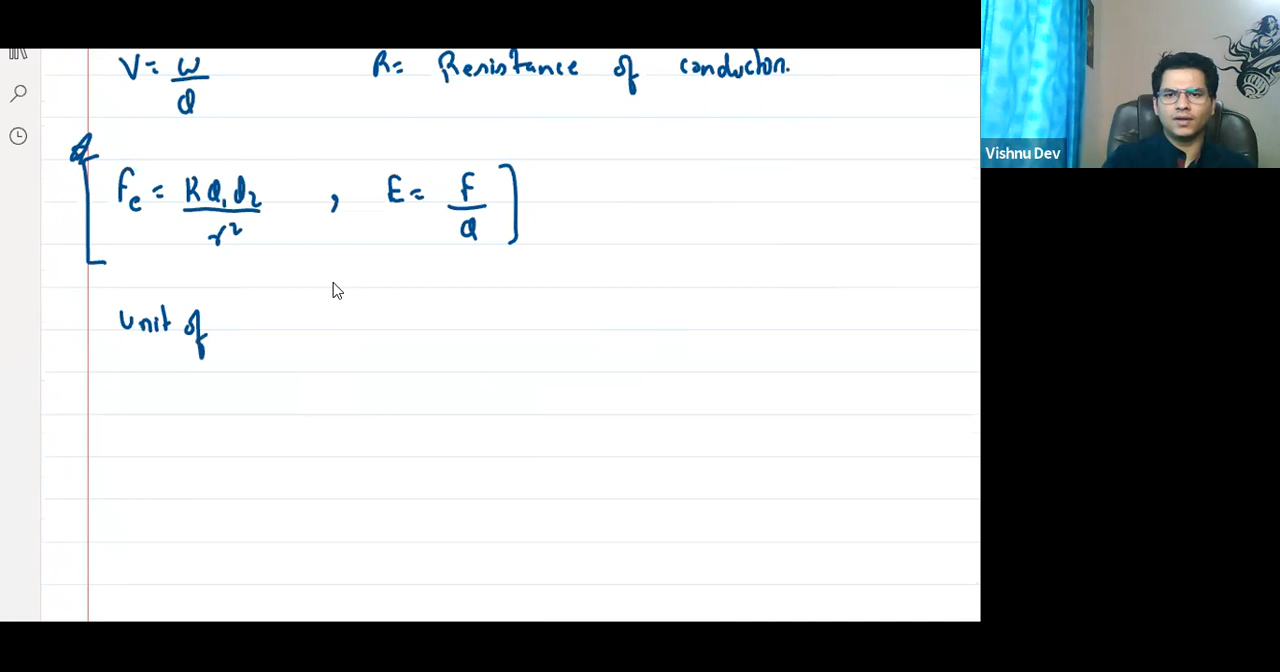 V = W/Q R = Resistance of conductor.
Vishnu Dev
Fe = KQ₁Q₂/r² , E = F/Q
Unit of